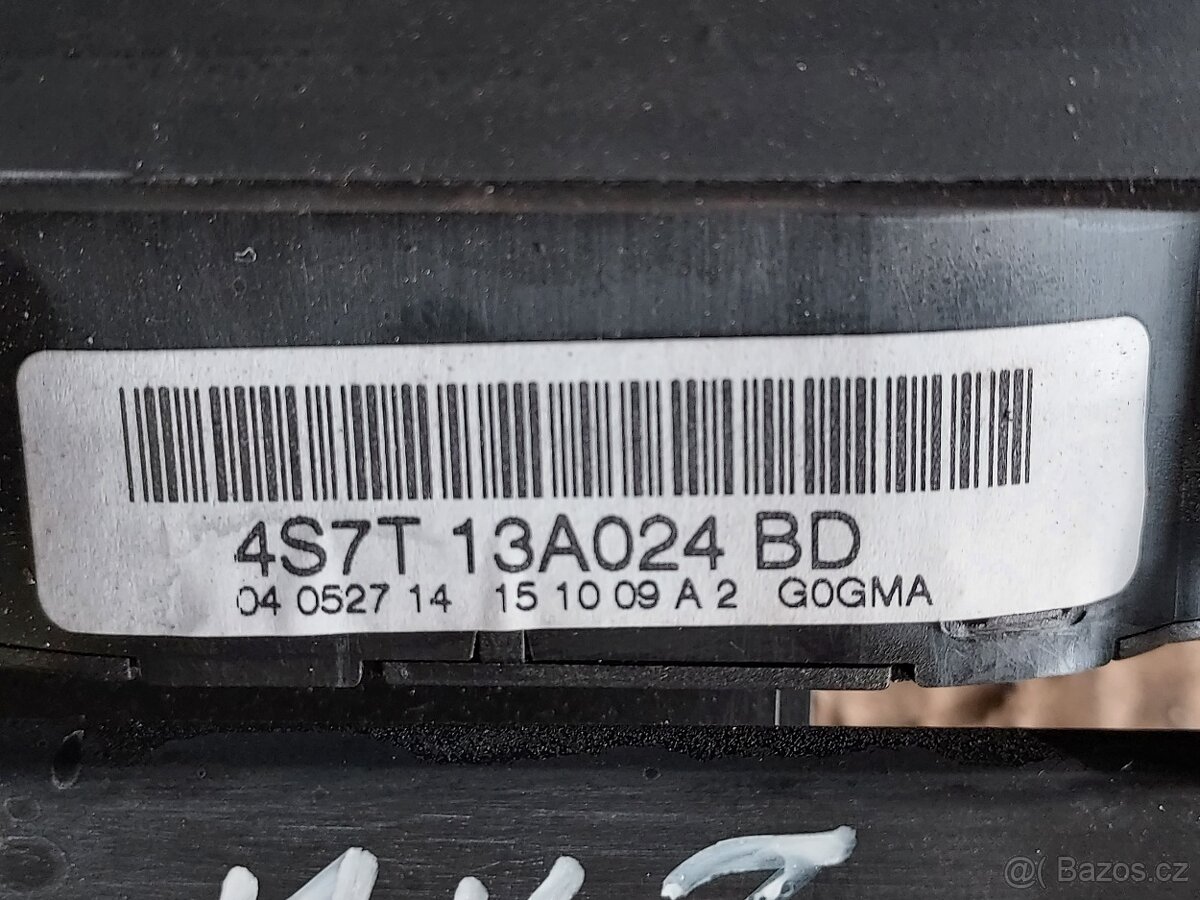 4S7T 13A024 BD
04 0527 14 15 10 09 A 2 G0GMA
@( Bazos.cz